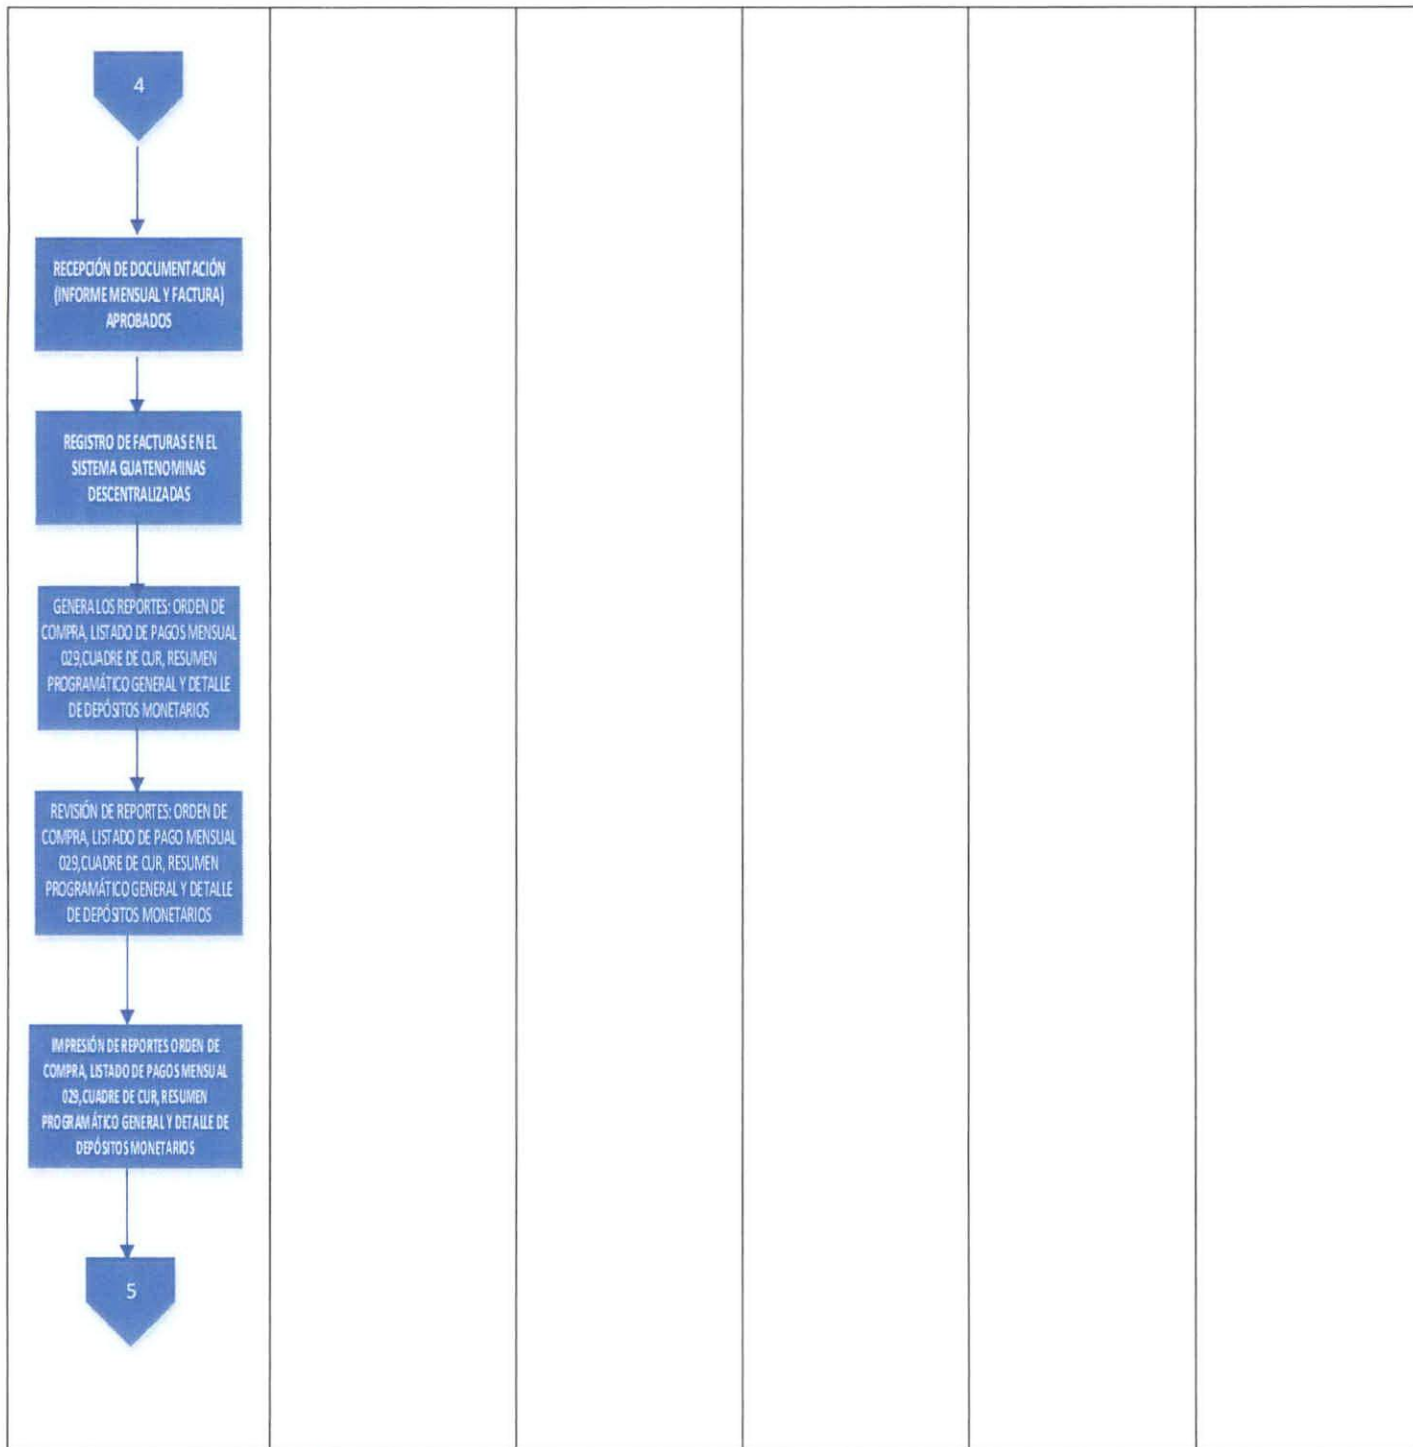 4
RECEPCIÓN DE DOCUMENTACIÓN
(INFORME MENSUAL Y FACTURA)
APROBADOS
REGISTRO DE FACTURAS EN EL
SISTEMA GUATENOMINAS
DESCENTRALIZADAS
GENERA LOS REPORTES: ORDEN DE
COMPRA, LISTADO DE PAGOS MENSUAL
029,CUADRE DE CUR, RESUMEN
PROGRAMÁTICO GENERAL Y DETALLE
DE DEPÓSITOS MONETARIOS
REVISIÓN DE REPORTES: ORDEN DE
COMPRA, LISTADO DE PAGO MENSUAL
029,CUADRE DE CUR, RESUMEN
PROGRAMÁTICO GENERAL Y DETALLE
DE DEPÓSITOS MONETARIOS
IMPRESIÓN DE REPORTES ORDEN DE
COMPRA, LISTADO DE PAGOS MENSUAL
029,CUADRE DE CUR, RESUMEN
PROGRAMÁTICO GENERAL Y DETALLE DE
DEPÓSITOS MONETARIOS
5